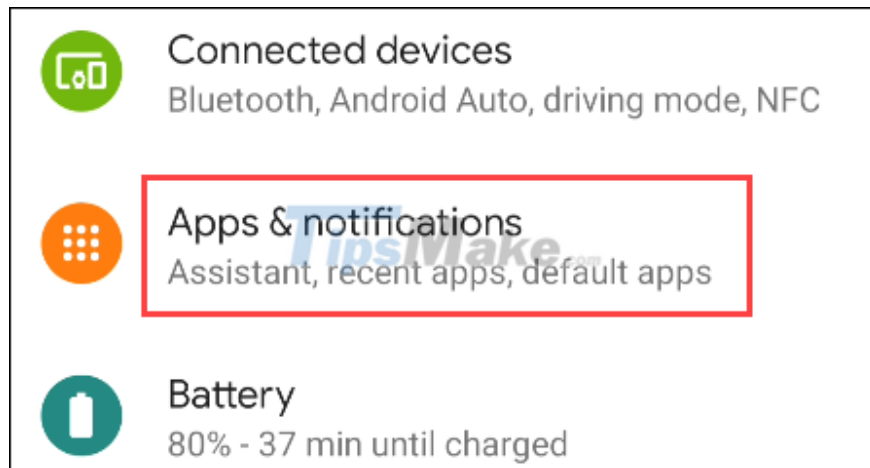 Connected devices
Bluetooth, Android Auto, driving mode, NFC
Apps & notifications
TipsMake.com
Assistant, recent apps, default apps
Battery
80% - 37 min until charged